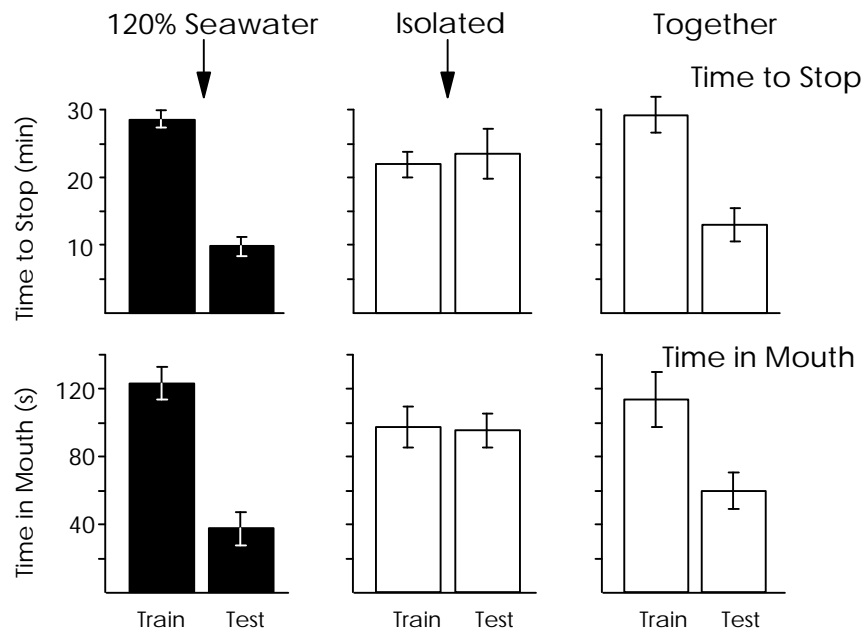 120% Seawater
Isolated
Together
Time to Stop
Time to Stop (min)
30
20
10
Time in Mouth
Time in Mouth (s)
120
80
40
Train Test
Train Test
Train Test